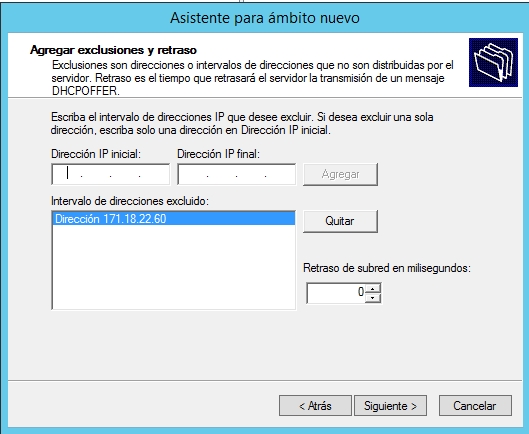 Asistente para ámbito nuevo
Agregar exclusiones y retraso
Exclusiones son direcciones o intervalos de direcciones que no son distribuidas por el
servidor. Retraso es el tiempo que retrasará el servidor la transmisión de un mensaje
DHCPOFFER.
Escriba el intervalo de direcciones IP que desee excluir. Si desea excluir una sola
dirección, escriba solo una dirección en Dirección IP inicial.
Dirección IP inicial: Dirección IP final:
. . . . . . Agregar
Intervalo de direcciones excluido:
Dirección 171.18.22.60 Quitar
Retraso de subred en milisegundos:
0
< Atrás Siguiente > Cancelar